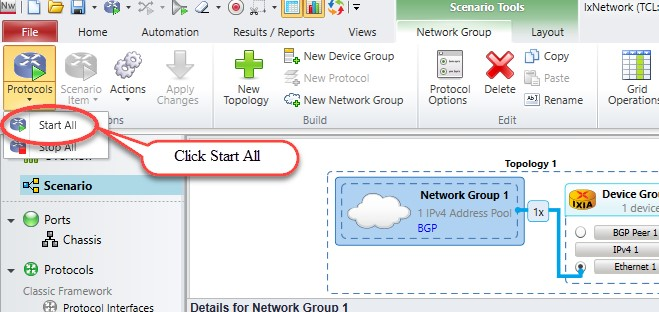 Nw
Scenario Tools
IxNetwork (TCL:
File
Home
Automation
Results / Reports
Views
Network Group
Layout
Protocols
Scenario
Item
Actions
Apply
Changes
New
Topology
New Device Group
New Protocol
New Network Group
Build
Protocol
Options
Delete
Copy
Paste
Rename
Edit
Grid
Operations
Start All
Stop All
Click Start All
Scenario
Ports
Chassis
Protocols
Classic Framework
Protocol Interfaces
Topology 1
Network Group 1
1 IPv4 Address Pool
BGP
1x
IXIA
Device Gro
1 device
BGP Peer 1
IPv4 1
Ethernet 1
Details for Network Group 1